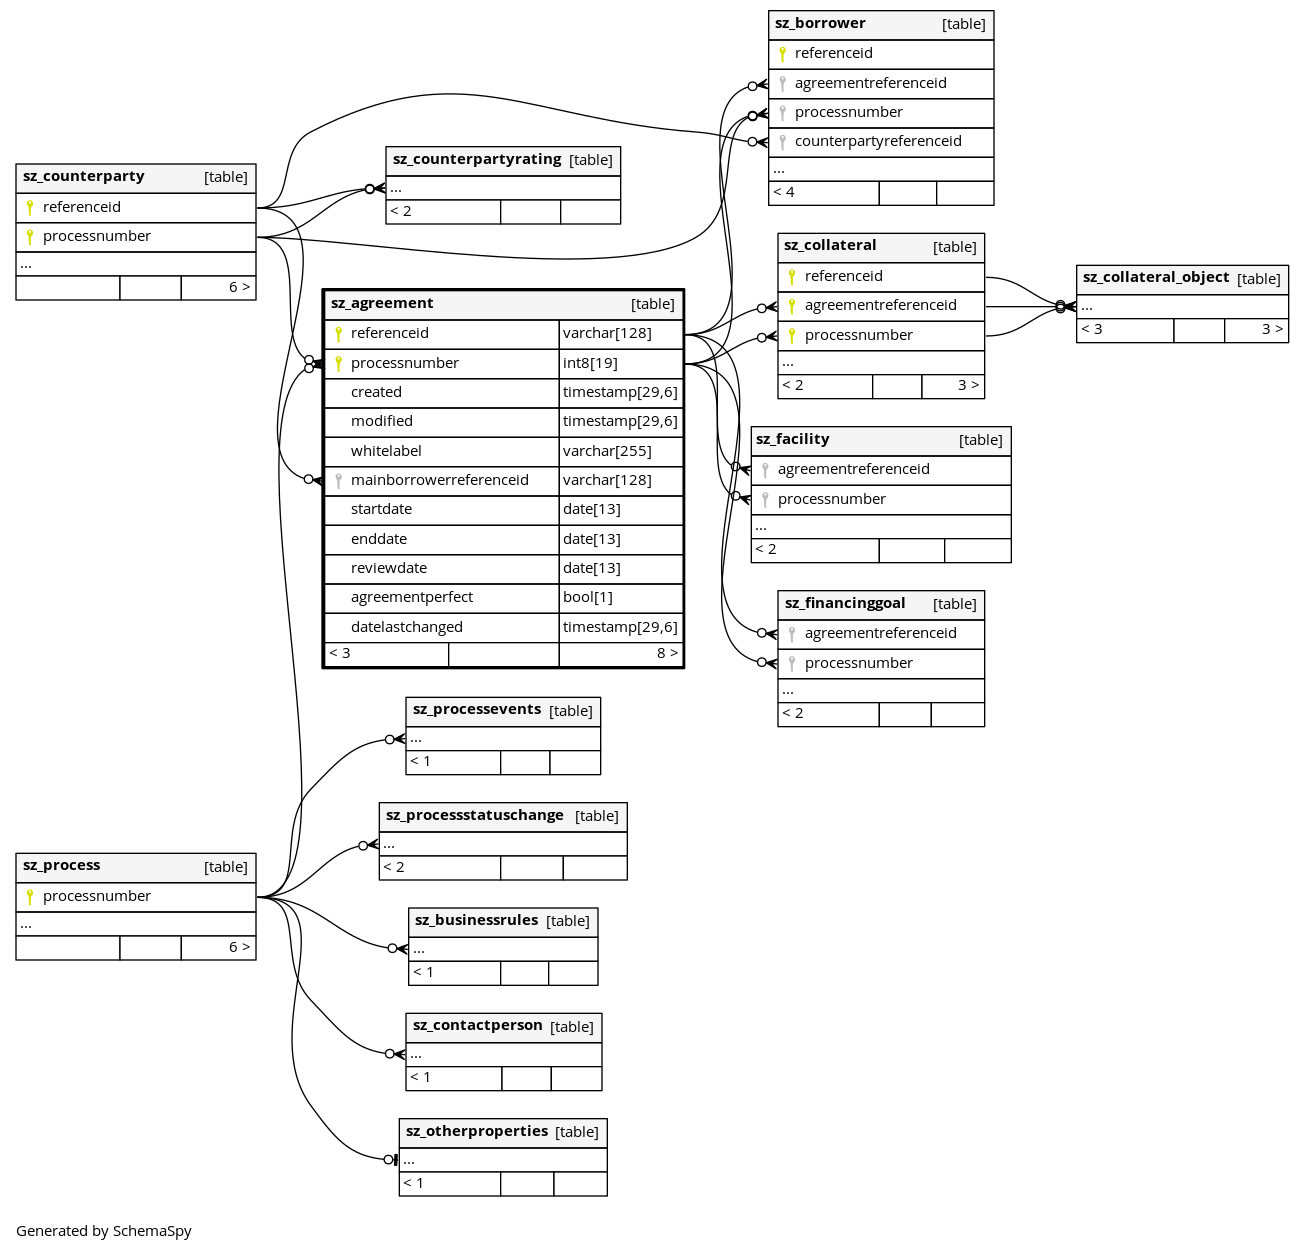 sz_borrower [table]
referenceid
agreementreferenceid
processnumber
counterpartyreferenceid
...
< 4
sz_counterparty [table]
referenceid
processnumber
...
6 >
sz_counterpartyrating [table]
...
< 2
sz_collateral [table]
referenceid
agreementreferenceid
processnumber
...
< 2 3 >
sz_collateral_object [table]
...
< 3 3 >
sz_agreement [table]
referenceid varchar[128]
processnumber int8[19]
created timestamp[29,6]
modified timestamp[29,6]
whitelabel varchar[255]
mainborrowerreferenceid varchar[128]
startdate date[13]
enddate date[13]
reviewdate date[13]
agreementperfect bool[1]
datelastchanged timestamp[29,6]
< 3 8 >
sz_facility [table]
agreementreferenceid
processnumber
...
< 2
sz_financinggoal [table]
agreementreferenceid
processnumber
...
< 2
sz_processevents [table]
...
< 1
sz_processstatuschange [table]
...
< 2
sz_process [table]
processnumber
...
6 >
sz_businessrules [table]
...
< 1
sz_contactperson [table]
...
< 1
sz_otherproperties [table]
...
< 1
Generated by SchemaSpy